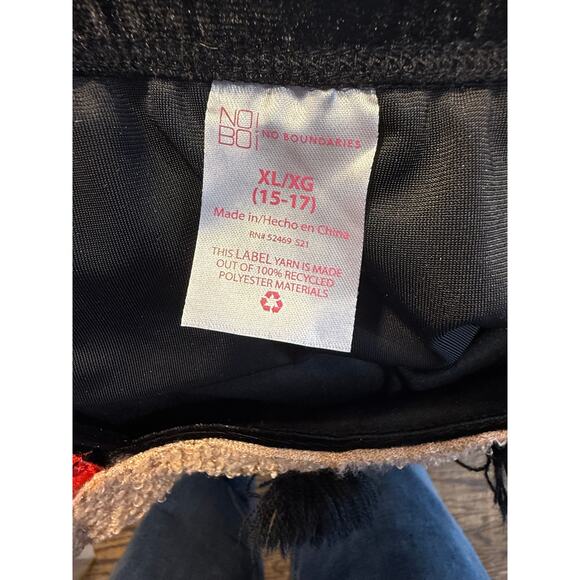 NO
BO
NO BOUNDARIES
XL/XG
(15-17)
Made in/Hecho en China
RN# 52469 S21
THIS LABEL YARN IS MADE
OUT OF 100% RECYCLED
POLYESTER MATERIALS